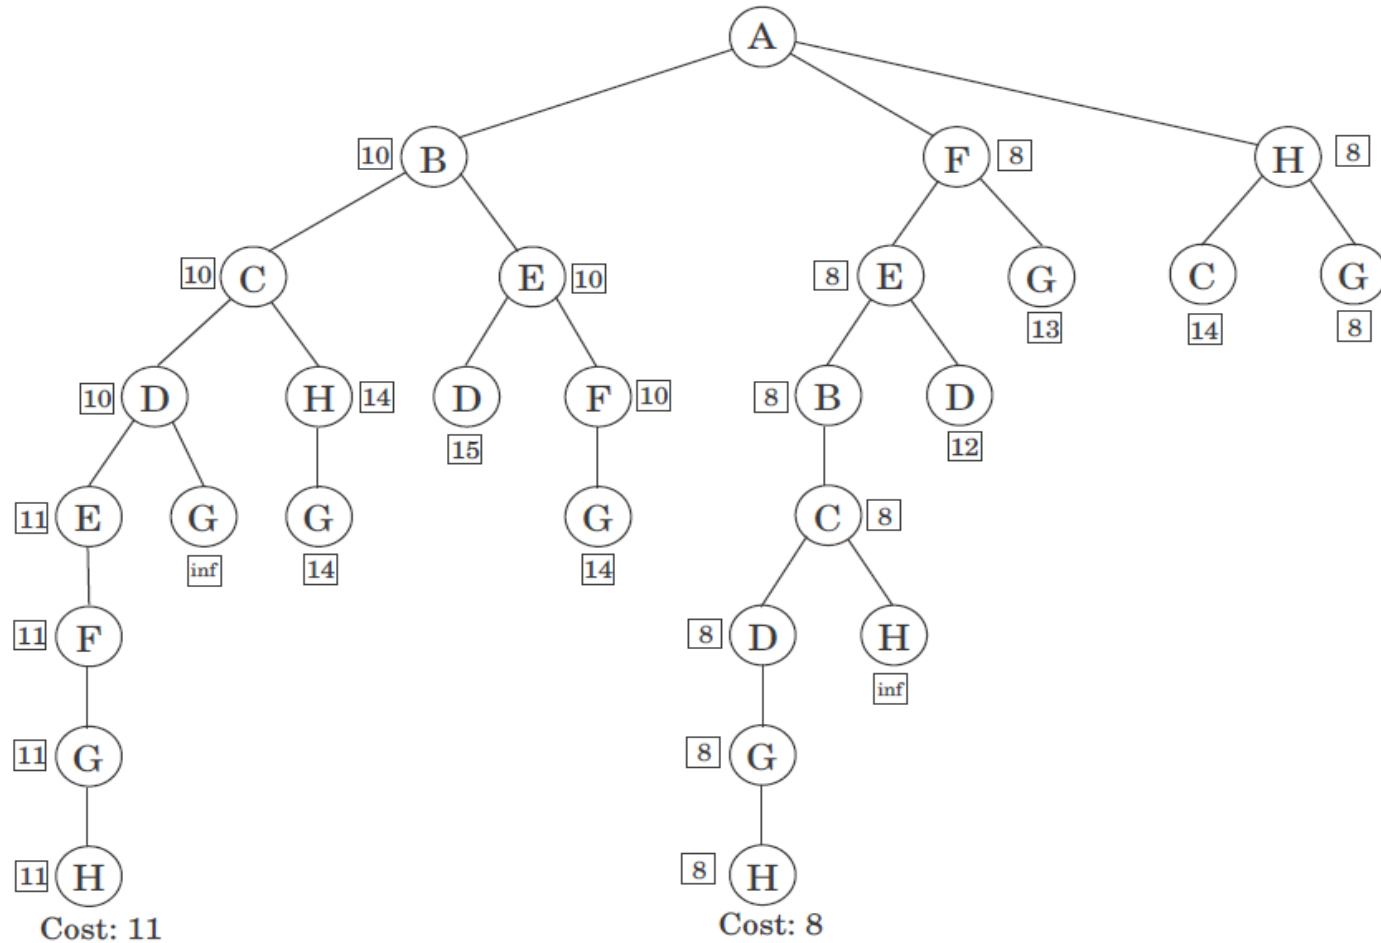 A
10 B F 8 H 8
10 C E 10 8 E G C G
13 14 8
10 D H 14 D F 10 8 B D
15 12
11 E G G G C 8
inf 14 14
11 F 8 D H
inf
11 G 8 G
11 H 8 H
Cost: 11 Cost: 8